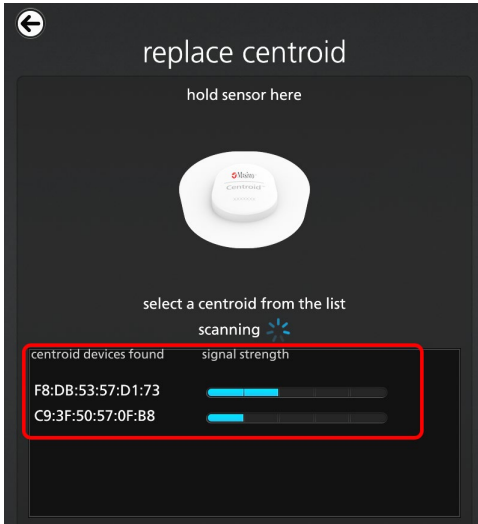 replace centroid
hold sensor here
Masimo
Centroid
select a centroid from the list
scanning
centroid devices found signal strength
F8:DB:53:57:D1:73
C9:3F:50:57:0F:B8